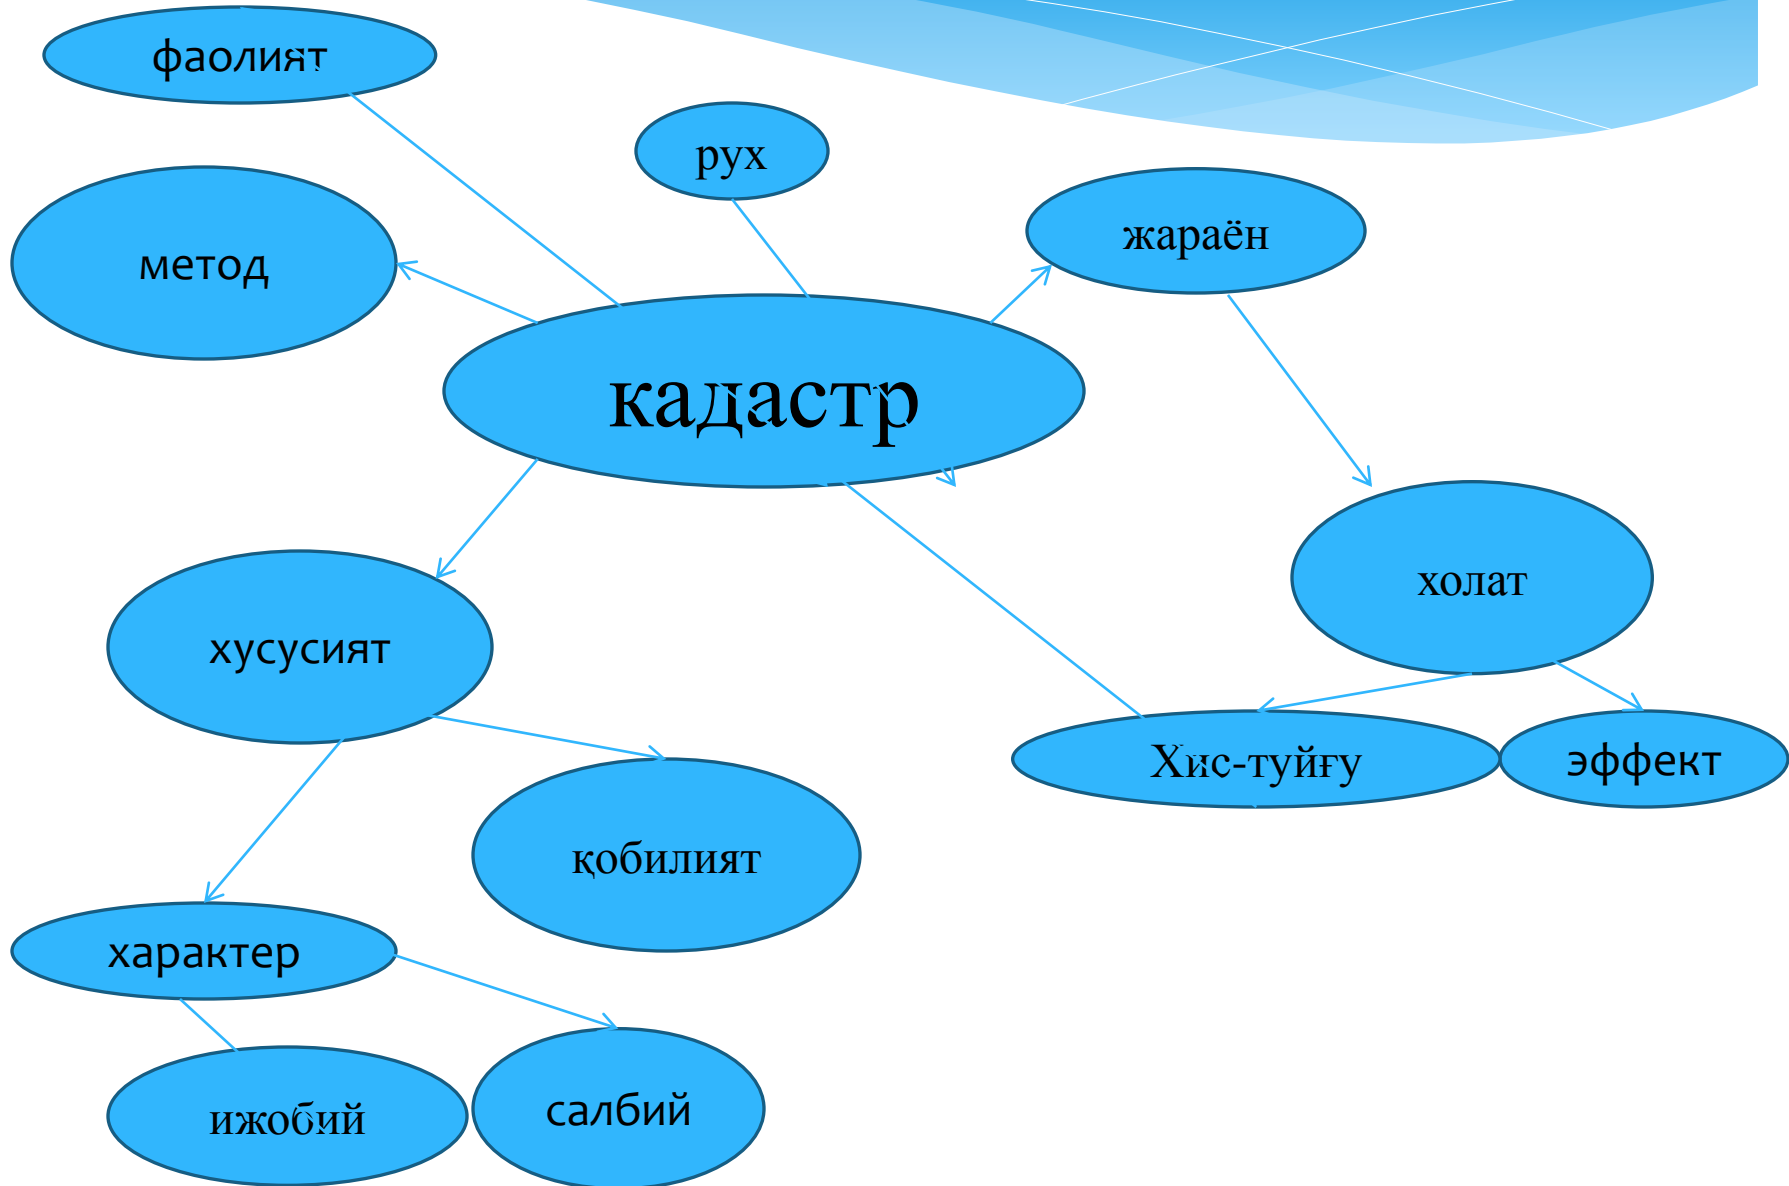 фаолият
рух
жараён
метод
кадастр
холат
хусусият
Хис-туйғу
эффект
қобилият
характер
ижобий
салбий